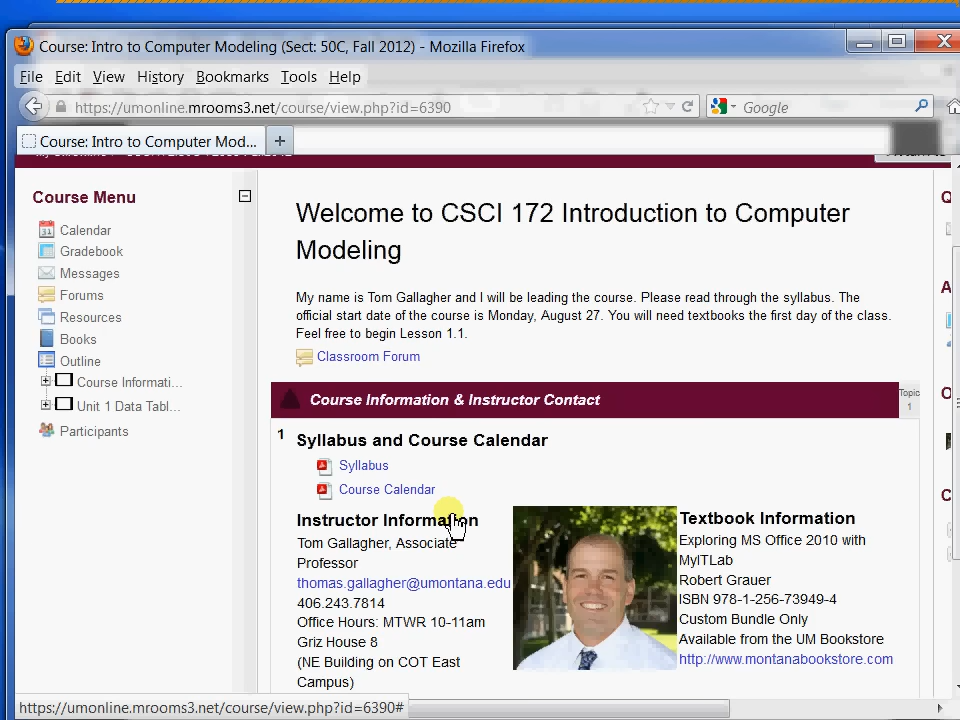 Course: Intro to Computer Modeling (Sect: 50C, Fall 2012) - Mozilla Firefox
File Edit View History Bookmarks Tools Help
https://umonline.mrooms3.net/course/view.php?id=6390
Google
Course: Intro to Computer Mod...
Course Menu
31 Calendar
Gradebook
Messages
Forums
Resources
Books
Outline
Course Informati...
Unit 1 Data Tabl...
Participants
Welcome to CSCI 172 Introduction to Computer
Modeling
My name is Tom Gallagher and I will be leading the course. Please read through the syllabus. The
official start date of the course is Monday, August 27. You will need textbooks the first day of the class.
Feel free to begin Lesson 1.1.
Classroom Forum
Course Information & Instructor Contact
Topic
1
1 Syllabus and Course Calendar
Syllabus
Course Calendar
Instructor Information
Tom Gallagher, Associate
Professor
thomas.gallagher@umontana.edu
406.243.7814
Office Hours: MTWR 10-11am
Griz House 8
(NE Building on COT East
Campus)
Textbook Information
Exploring MS Office 2010 with
MyITLab
Robert Grauer
ISBN 978-1-256-73949-4
Custom Bundle Only
Available from the UM Bookstore
http://www.montanabookstore.com
Q
A
O
C
https://umonline.mrooms3.net/course/view.php?id=6390#